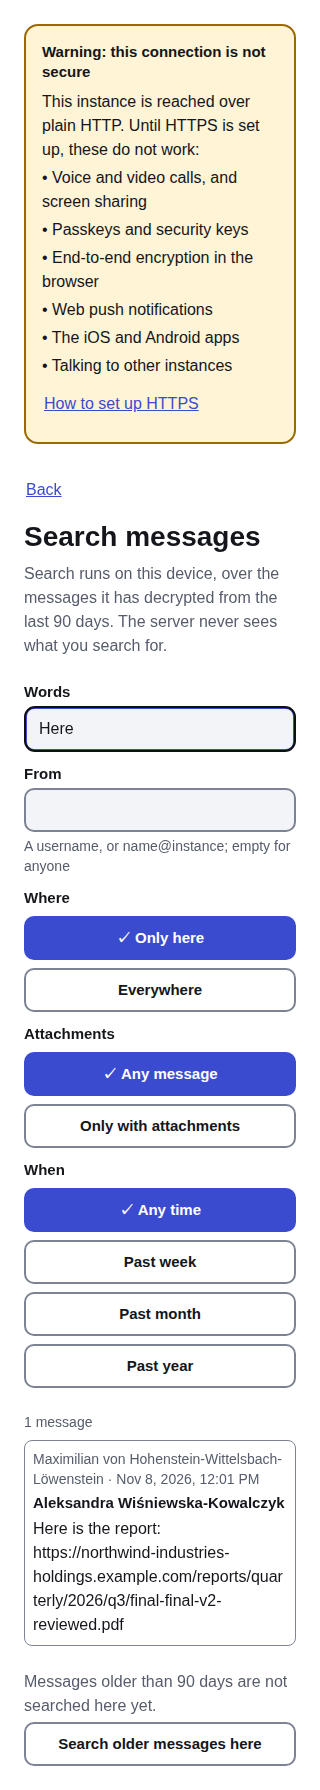 Warning: this connection is not
secure
This instance is reached over
plain HTTP. Until HTTPS is set
up, these do not work:
• Voice and video calls, and
screen sharing
• Passkeys and security keys
• End-to-end encryption in the
browser
• Web push notifications
• The iOS and Android apps
• Talking to other instances
How to set up HTTPS
Back
Search messages
Search runs on this device, over the
messages it has decrypted from the
last 90 days. The server never sees
what you search for.
Words
Here
From
A username, or name@instance; empty for
anyone
Where
✓ Only here
Everywhere
Attachments
✓ Any message
Only with attachments
When
✓ Any time
Past week
Past month
Past year
1 message
Maximilian von Hohenstein-Wittelsbach-
Löwenstein · Nov 8, 2026, 12:01 PM
Aleksandra Wiśniewska-Kowalczyk
Here is the report:
https://northwind-industries-
holdings.example.com/reports/quar
terly/2026/q3/final-final-v2-
reviewed.pdf
Messages older than 90 days are not
searched here yet.
Search older messages here